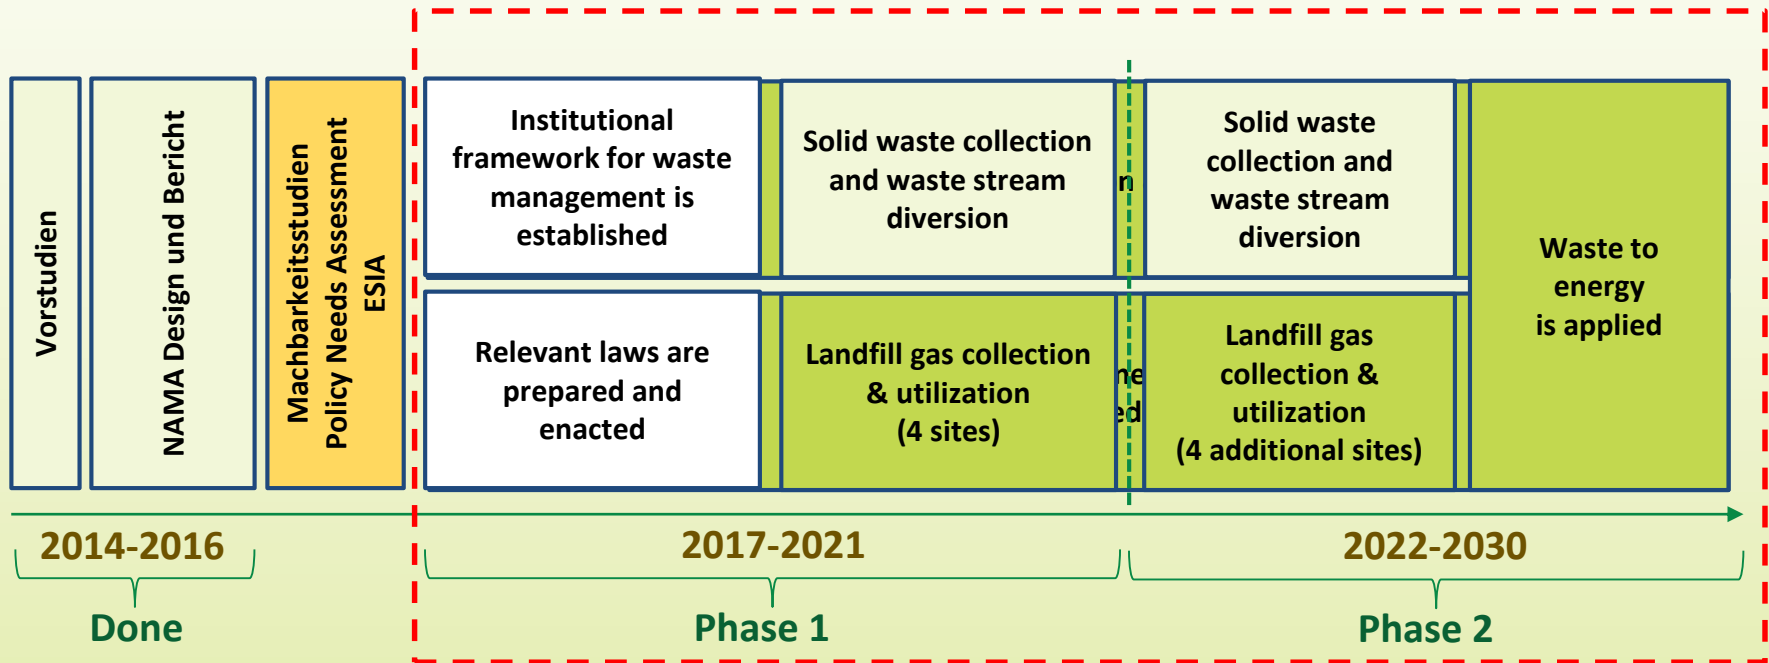 Vorstudien
NAMA Design und Bericht
Machbarkeitsstudien
Policy Needs Assessment
ESIA
Institutional
framework for waste
management is
established
Relevant laws are
prepared and
enacted
Solid waste collection
and waste stream
diversion
Landfill gas collection
& utilization
(4 sites)
Solid waste
collection and
waste stream
diversion
Landfill gas
collection &
utilization
(4 additional sites)
Waste to
energy
is applied
2014-2016
2017-2021
2022-2030
Done
Phase 1
Phase 2